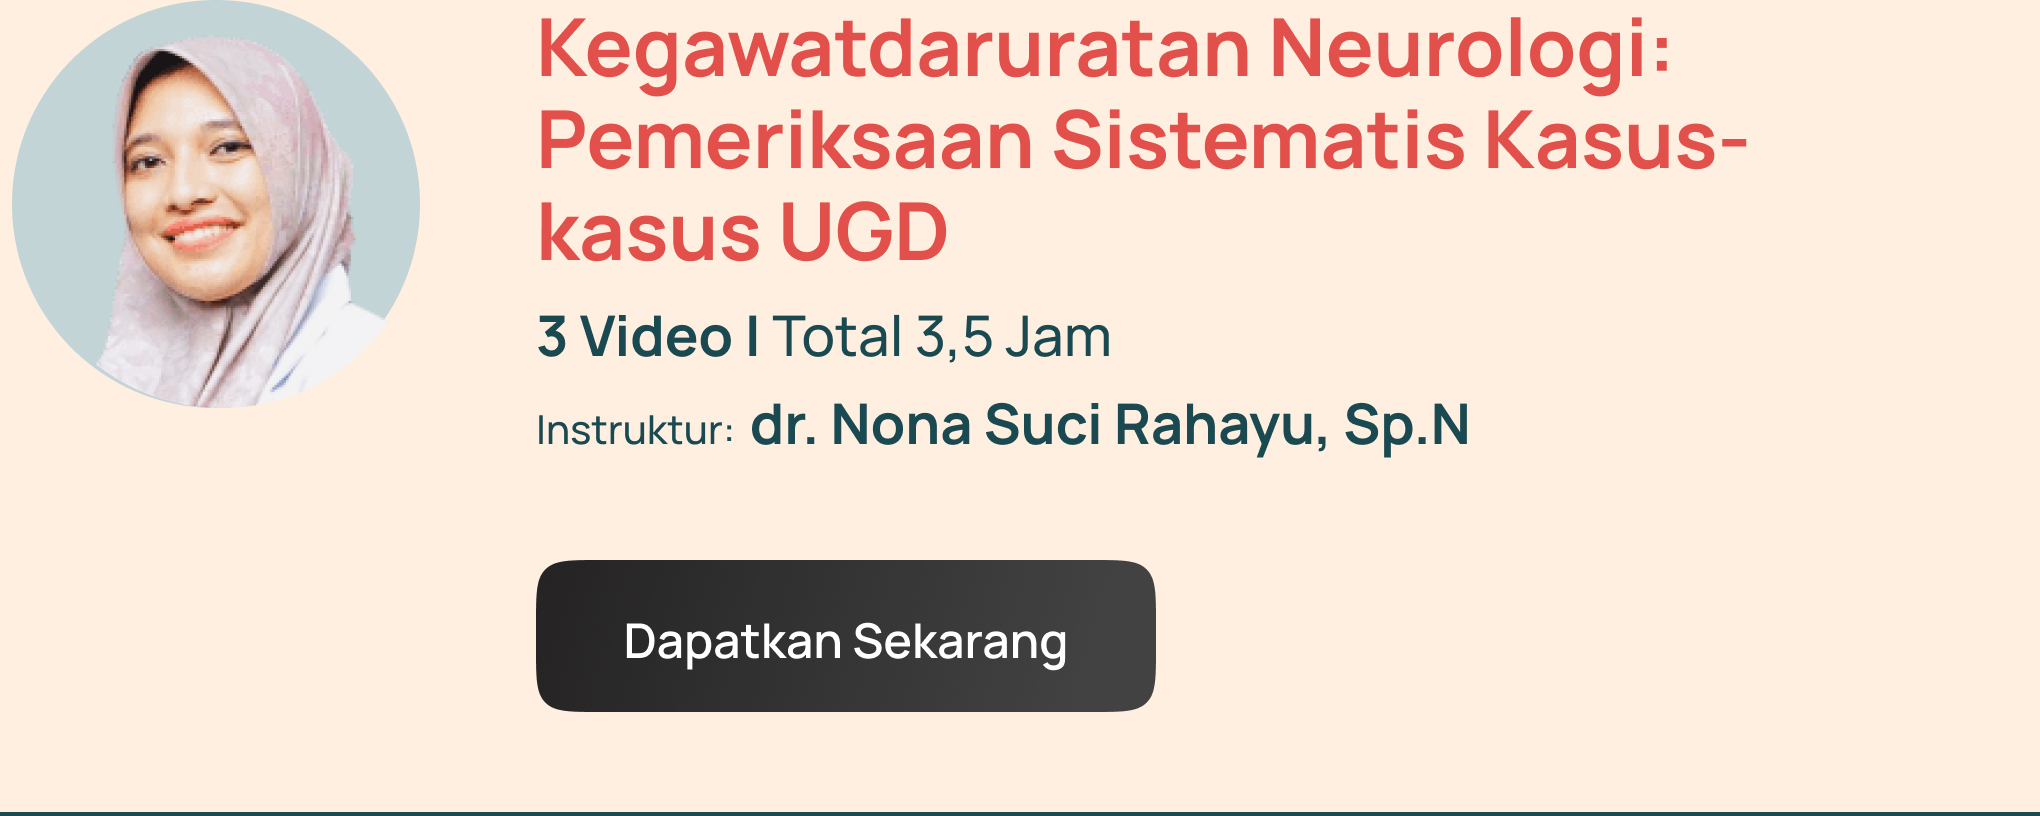 Kegawatdaruratan Neurologi:
Pemeriksaan Sistematis Kasus-
kasus UGD
3 Video | Total 3,5 Jam
Instruktur: dr. Nona Suci Rahayu, Sp.N
Dapatkan Sekarang